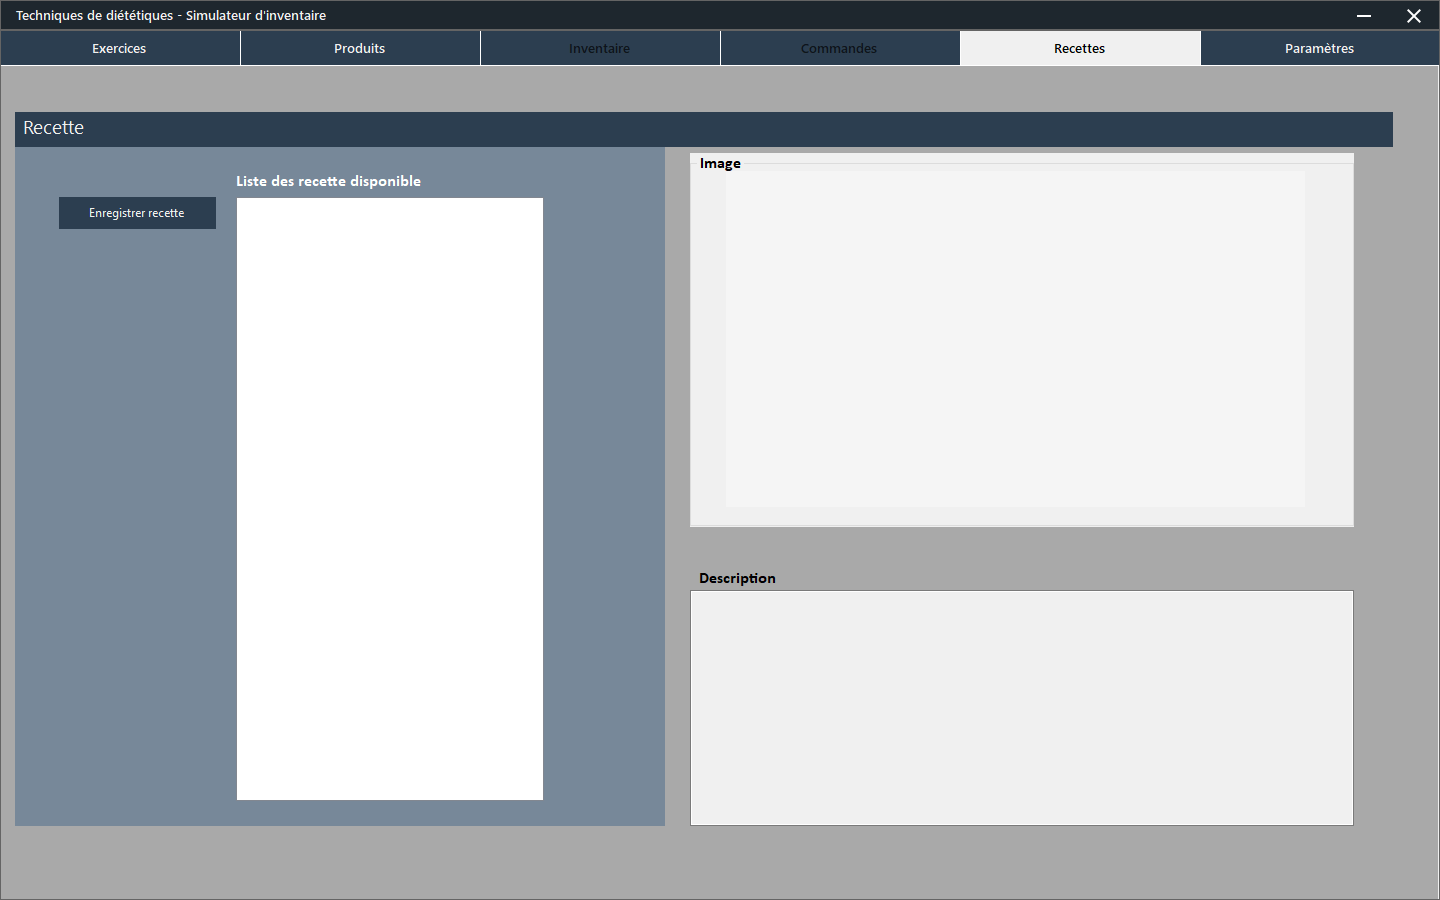 Techniques de diététiques - Simulateur d'inventaire
Exercices
Produits
Inventaire
Commandes
Recettes
Paramètres
Recette
Liste des recette disponible
Enregistrer recette
Image
Description